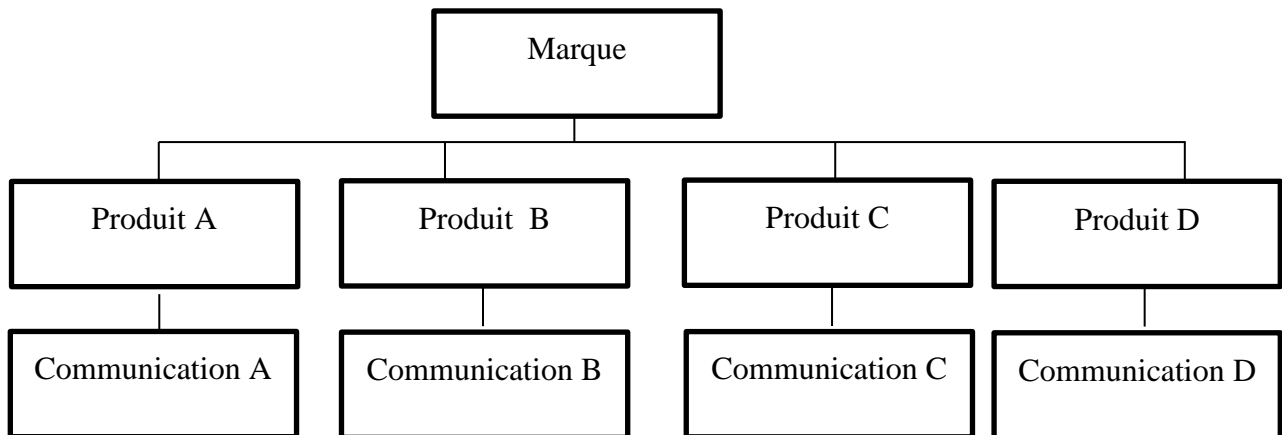 Marque
Produit A
Produit B
Produit C
Produit D
Communication A
Communication B
Communication C
Communication D